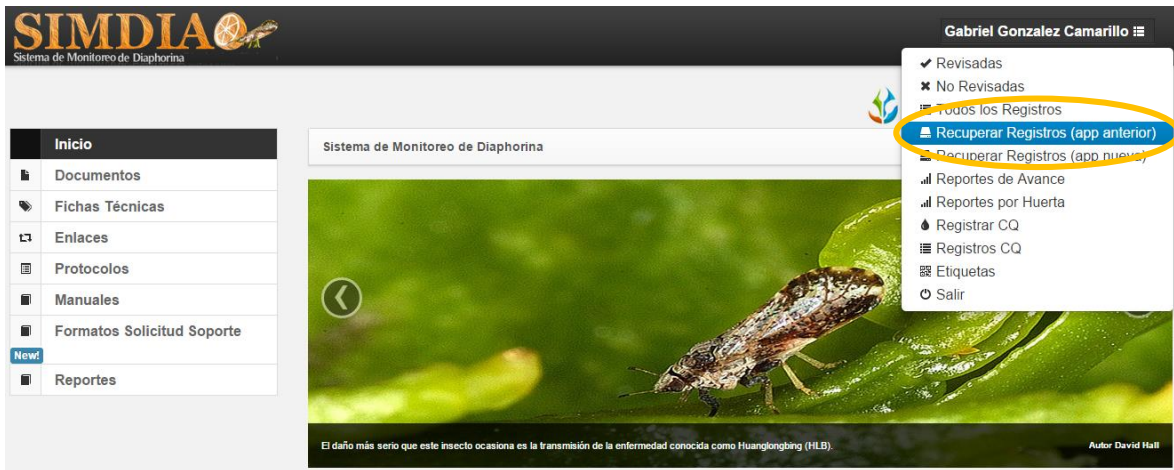 SIMDIA
Sistema de Monitoreo de Diaphorina
Gabriel Gonzalez Camarillo
Revisadas
No Revisadas
Todos los Registros
Recuperar Registros (app anterior)
Recuperar Registros (app nueva)
Reportes de Avance
Reportes por Huerta
Registrar CQ
Registros CQ
Etiquetas
Salir
Inicio
Documentos
Fichas Técnicas
Enlaces
Protocolos
Manuales
Formatos Solicitud Soporte
New!
Reportes
Sistema de Monitoreo de Diaphorina
El daño más serio que este insecto ocasiona es la transmisión de la enfermedad conocida como Huanglongbing (HLB).
Autor David Hall